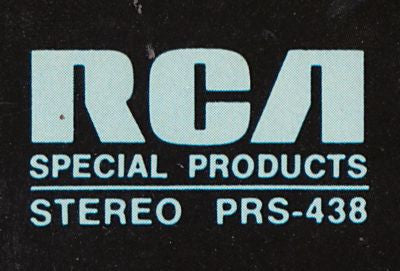 RCA
SPECIAL PRODUCTS
STEREO PRS-438